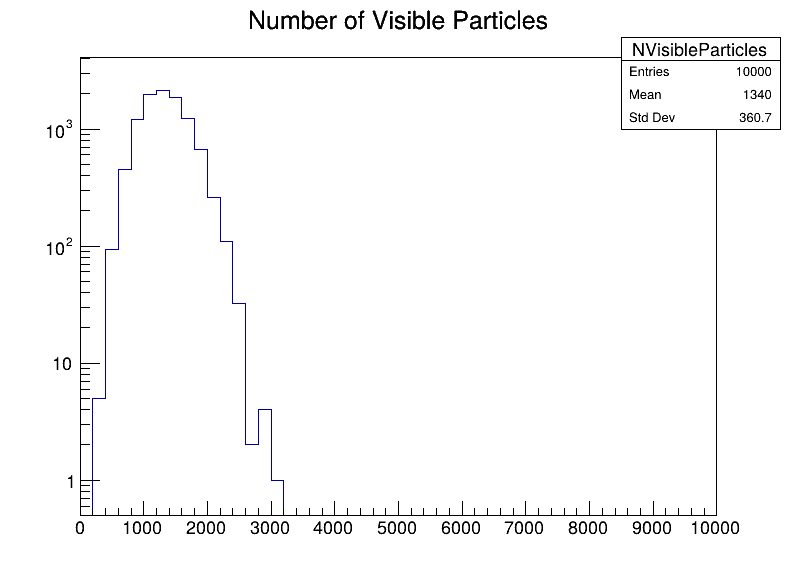 Number of Visible Particles
NVisibleParticles
Entries 10000
Mean 1340
Std Dev 360.7
10³
10²
10
1
0 1000 2000 3000 4000 5000 6000 7000 8000 9000 10000